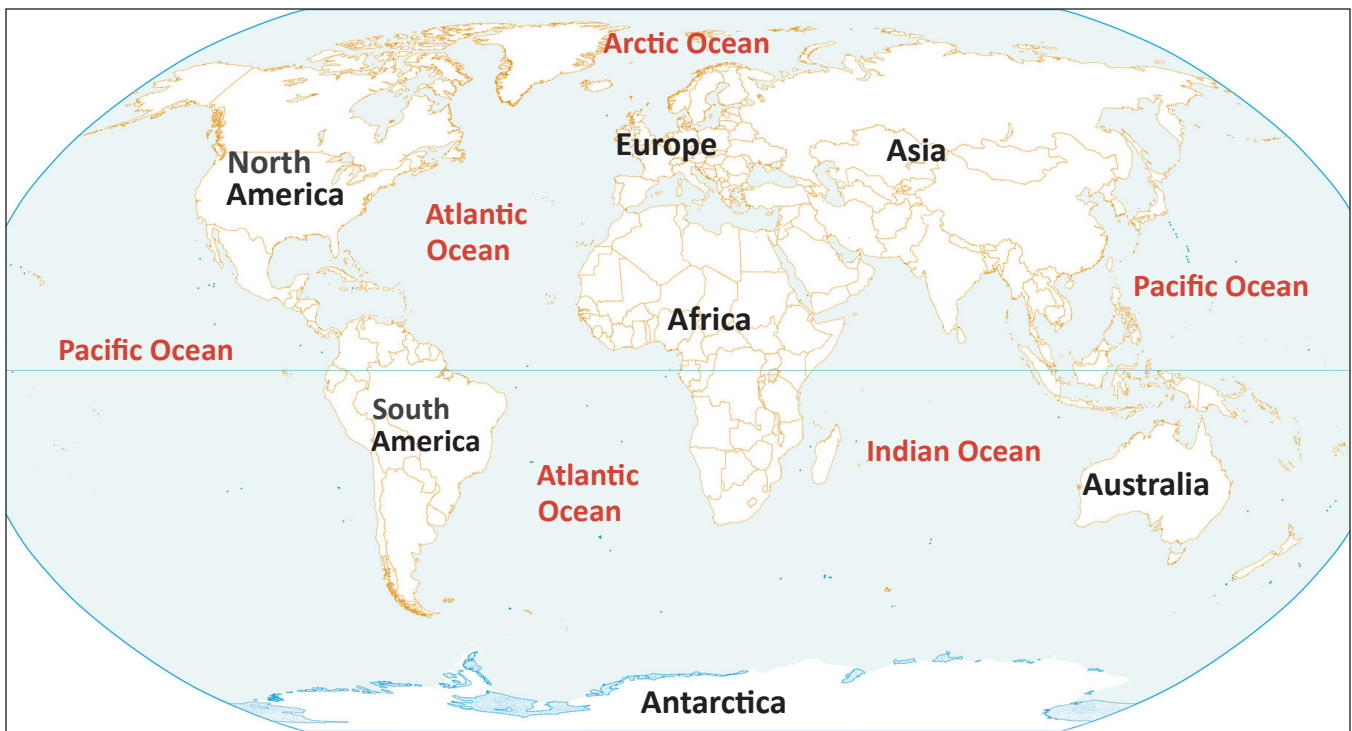 Arctic Ocean
Europe
Asia
North
America
Atlantic
Ocean
Pacific Ocean
Africa
Pacific Ocean
South
America
Indian Ocean
Atlantic
Ocean
Australia
Antarctica